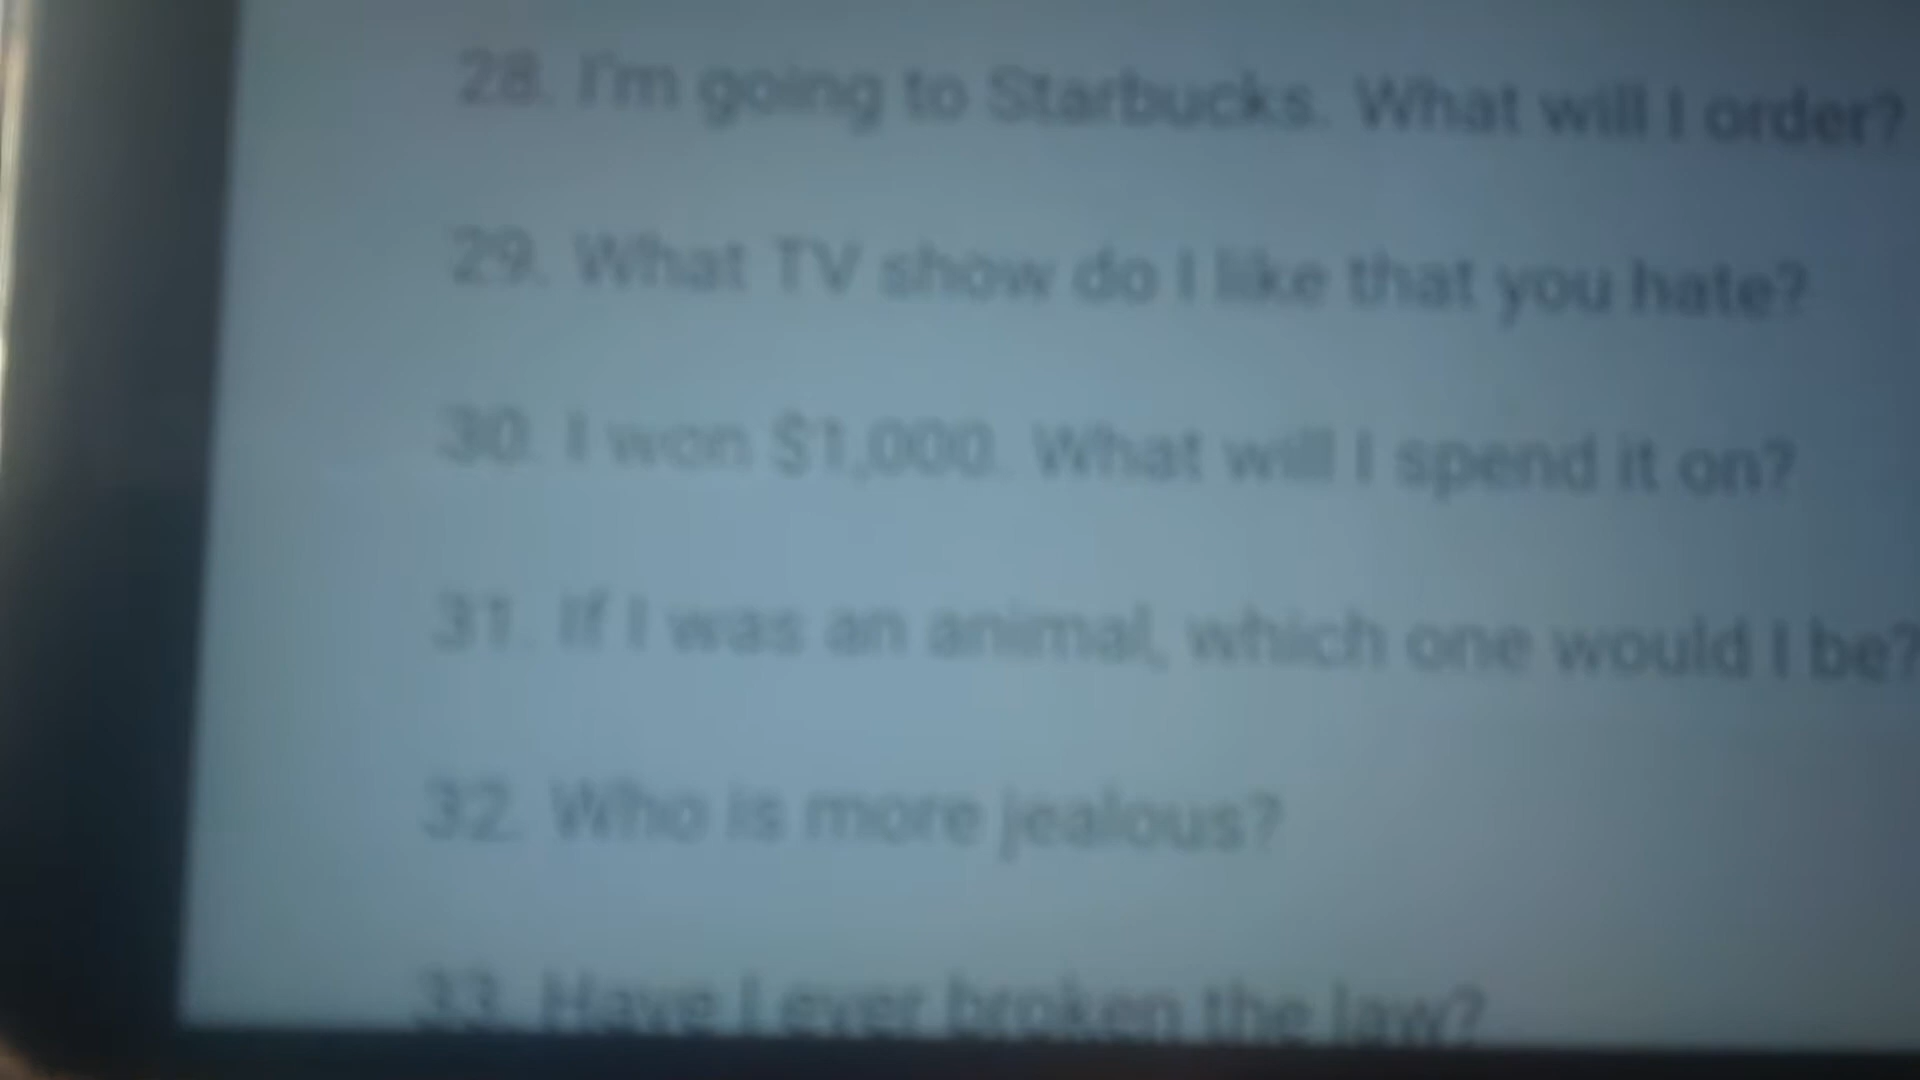 28. I'm going to Starbucks. What will I order?
29. What TV show do I like that you hate?
30. I won $1,000. What will I spend it on?
31. If I was an animal, which one would I be?
32. Who is more jealous?
33. Have I ever broken the law?